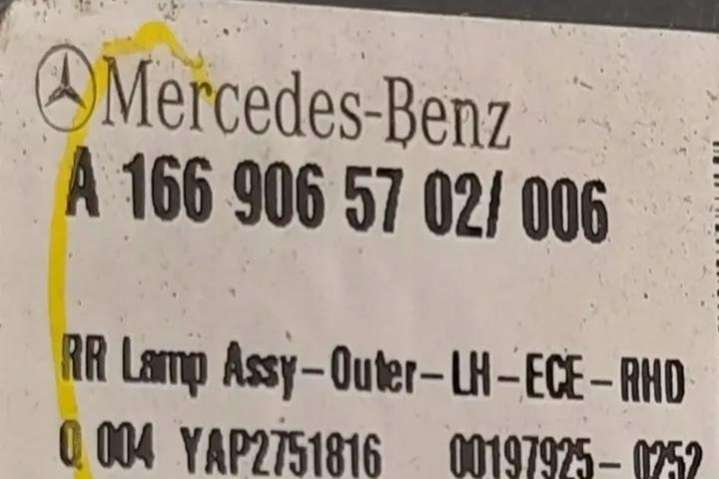 Mercedes-Benz
A 166 906 57 02/ 006
RR Lamp Assy-Outer-LH-ECE-RHD
Q 004 YAP2751816 00197925-0252